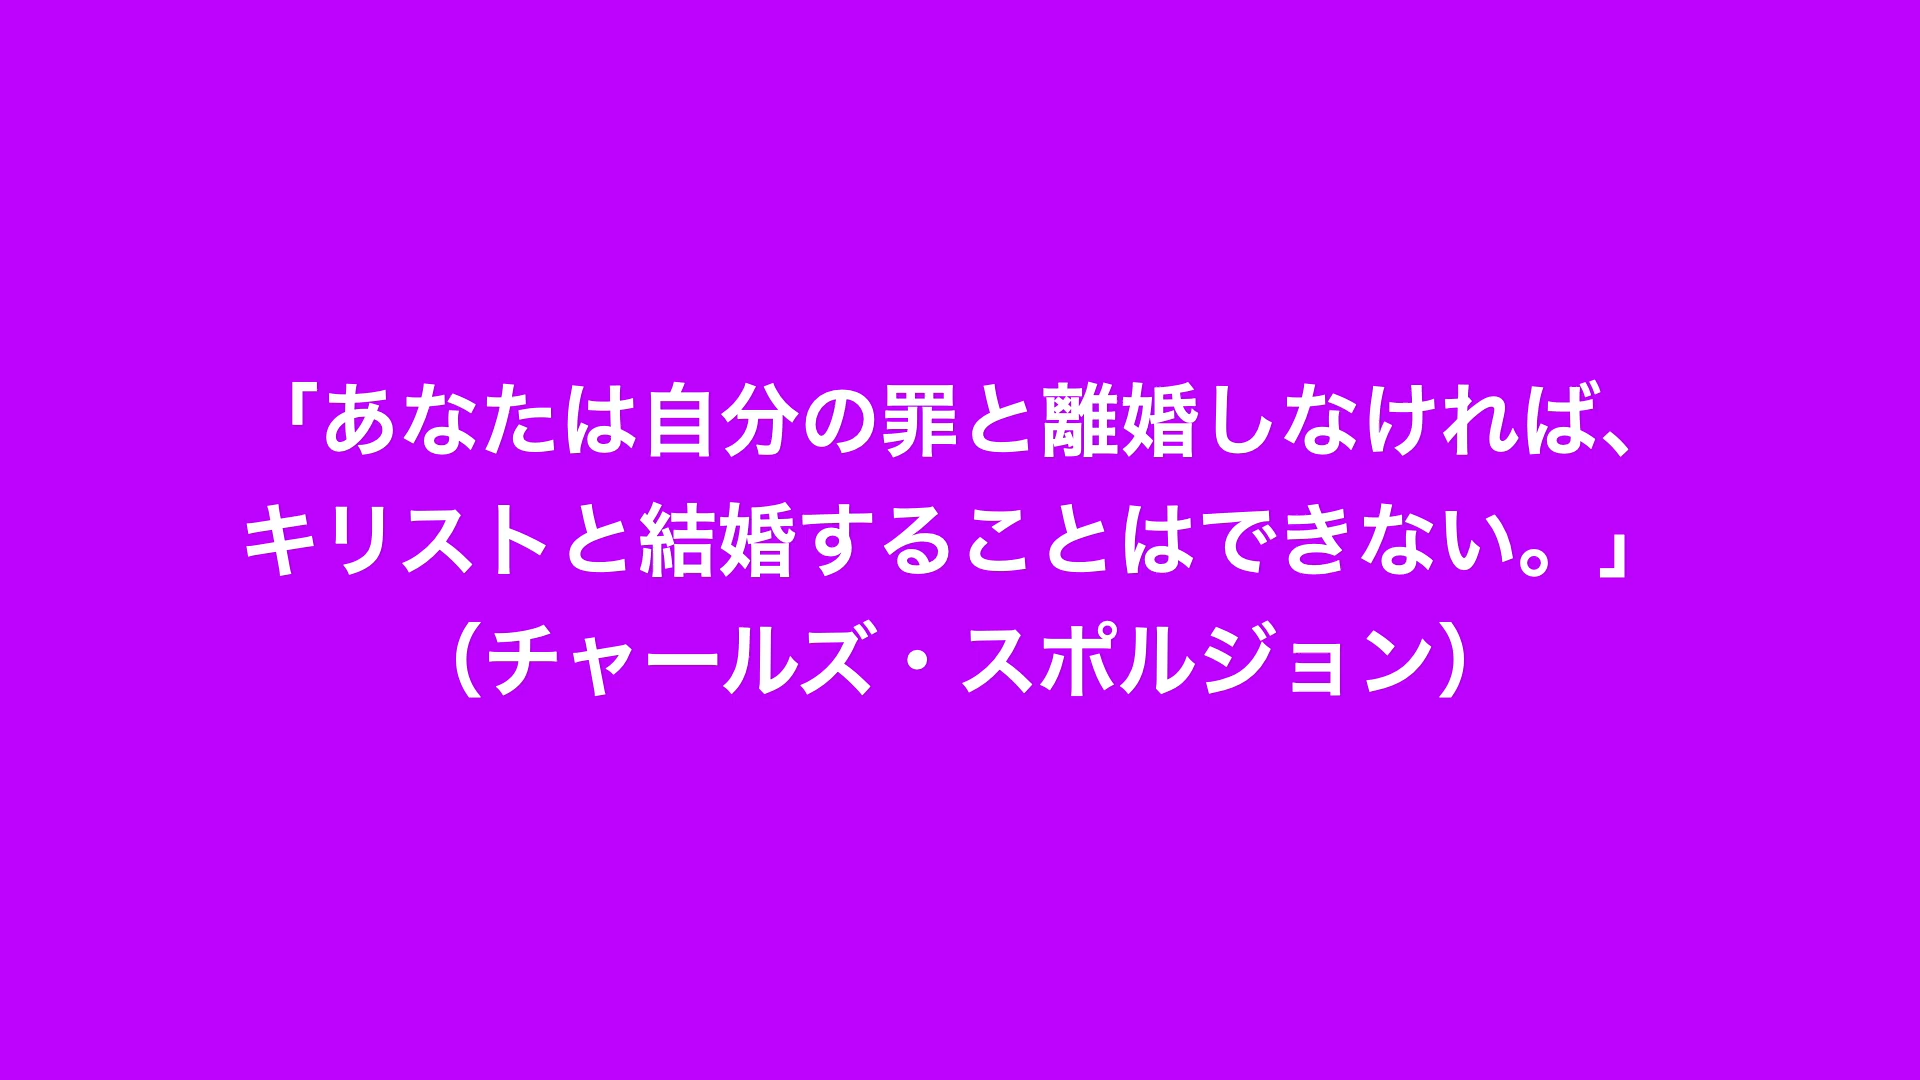 「あなたは自分の罪と離婚しなければ、
キリストと結婚することはできない。」
（チャールズ・スポルジョン）